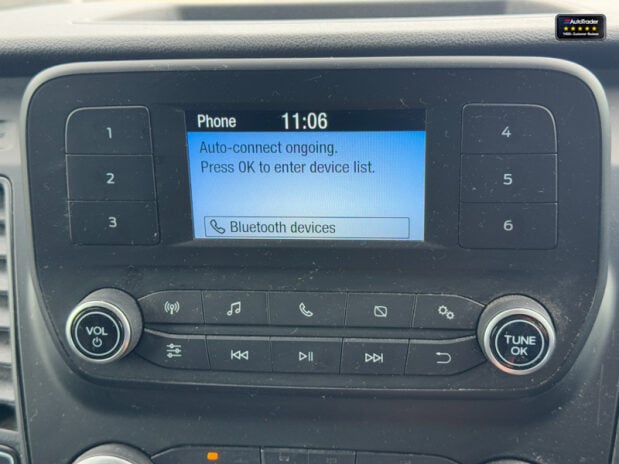 AutoTrader
Phone 11:06
Auto-connect ongoing.
Press OK to enter device list.
Bluetooth devices
1
2
3
4
5
6
VOL
TUNE
OK